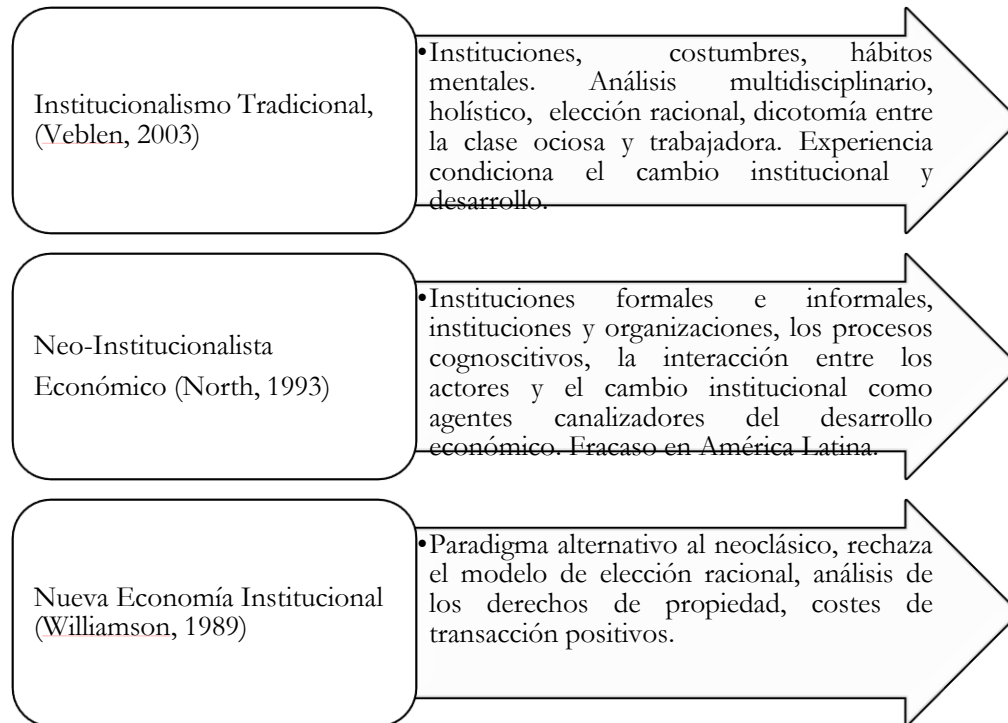 Institucionalismo Tradicional,
(Veblen, 2003)
•Instituciones, costumbres, hábitos
mentales. Análisis multidisciplinario,
holístico, elección racional, dicotomía entre
la clase ociosa y trabajadora. Experiencia
condiciona el cambio institucional y
desarrollo.
Neo-Institucionalista
Económico (North, 1993)
•Instituciones formales e informales,
instituciones y organizaciones, los procesos
cognoscitivos, la interacción entre los
actores y el cambio institucional como
agentes canalizadores del desarrollo
económico. Fracaso en América Latina.
Nueva Economía Institucional
(Williamson, 1989)
•Paradigma alternativo al neoclásico, rechaza
el modelo de elección racional, análisis de
los derechos de propiedad, costes de
transacción positivos.